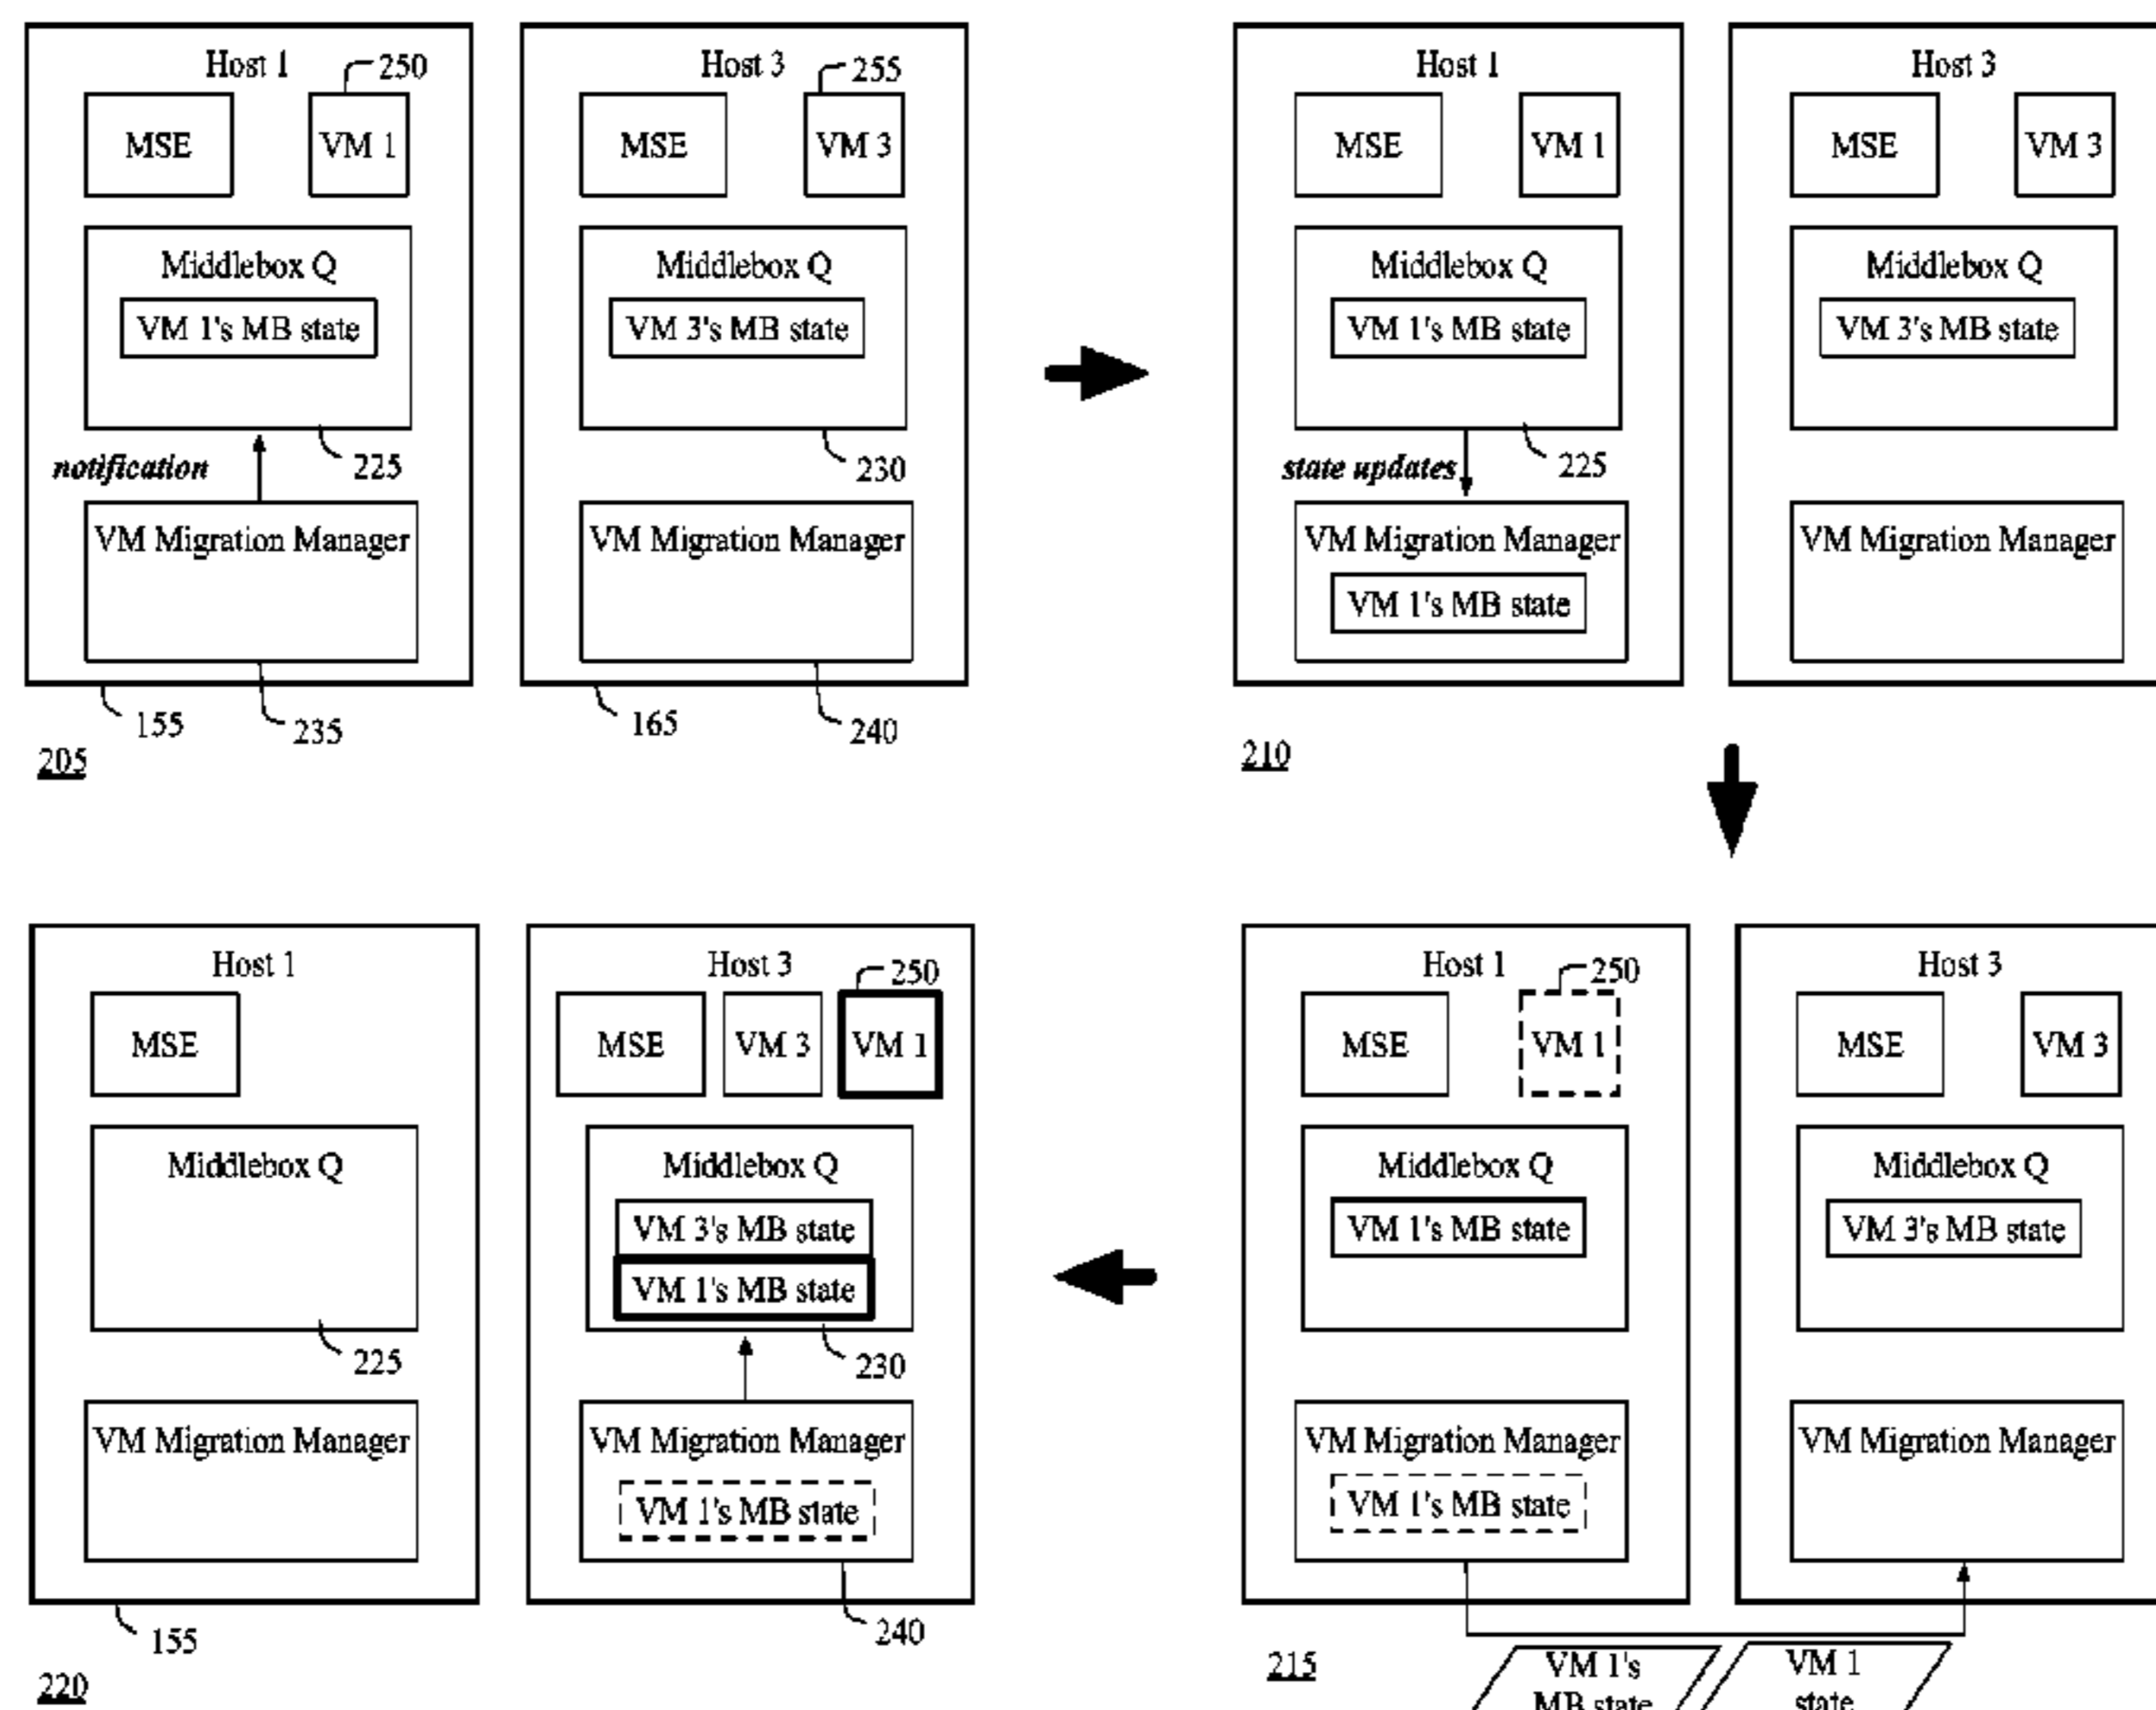 Host 1
250
MSE
VM 1
Middlebox Q
VM 1's MB state
225
notification
VM Migration Manager
155
235
205
Host 3
255
MSE
VM 3
Middlebox Q
VM 3's MB state
230
VM Migration Manager
165
240
Host 1
MSE
VM 1
Middlebox Q
VM 1's MB state
state updates
225
VM Migration Manager
VM 1's MB state
210
Host 3
MSE
VM 3
Middlebox Q
VM 3's MB state
VM Migration Manager
Host 1
MSE
Middlebox Q
225
VM Migration Manager
155
220
Host 3
250
MSE
VM 3
VM 1
Middlebox Q
VM 3's MB state
VM 1's MB state
230
VM Migration Manager
VM 1's MB state
240
Host 1
250
MSE
VM 1
Middlebox Q
VM 1's MB state
VM Migration Manager
VM 1's MB state
215
Host 3
MSE
VM 3
Middlebox Q
VM 3's MB state
VM Migration Manager
VM 1's
MB state
VM 1
state